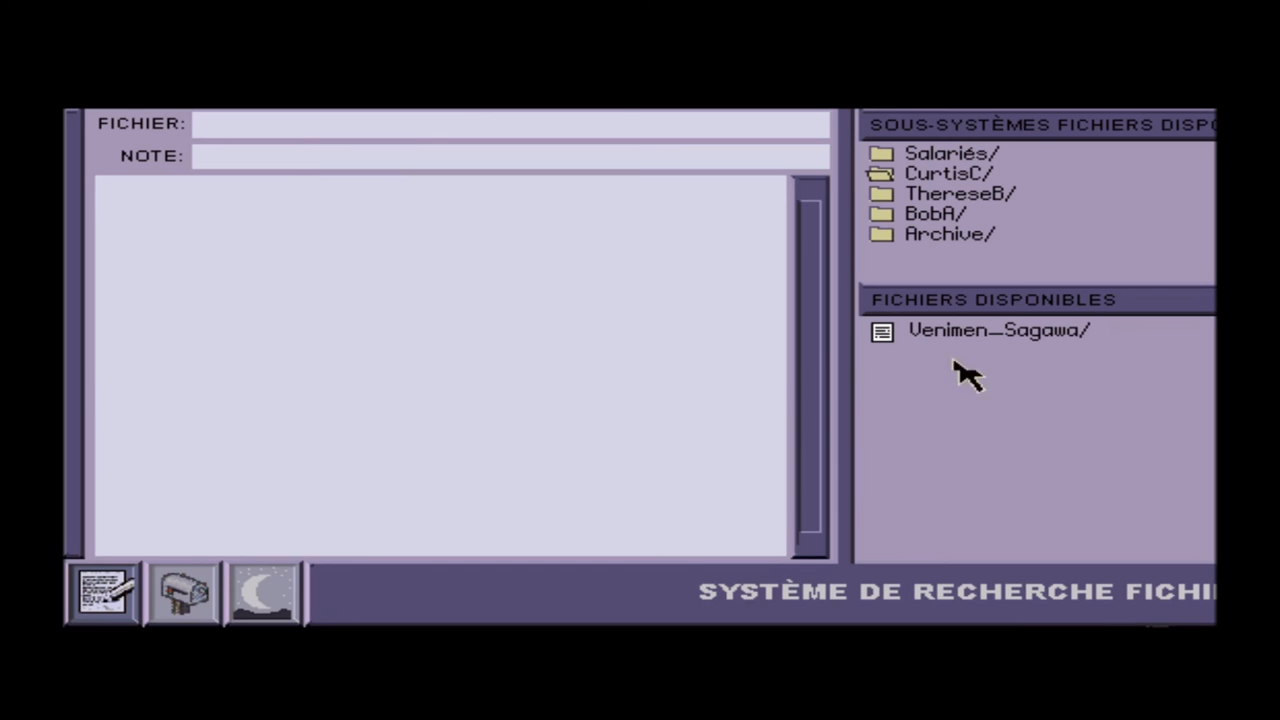 FICHIER:
NOTE:
SOUS-SYSTÈMES FICHIERS DISPO
Salariés/
CurtisC/
ThereseB/
BobA/
Archive/
FICHIERS DISPONIBLES
Venimen_Sagawa/
SYSTÈME DE RECHERCHE FICHI